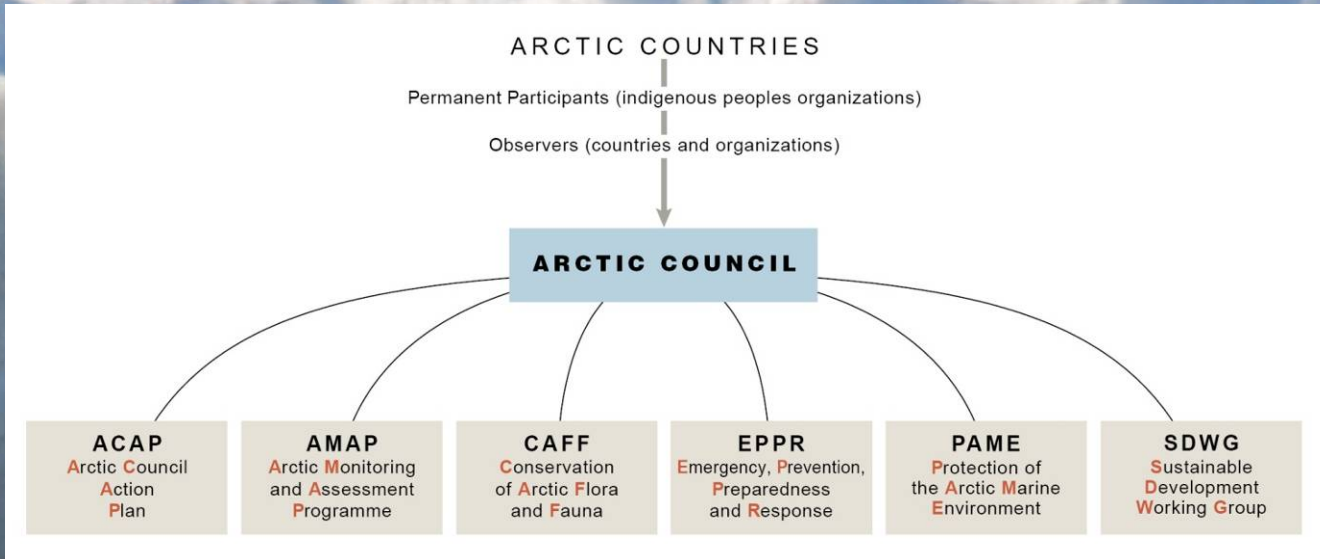 ARCTIC COUNTRIES
Permanent Participants (indigenous peoples organizations)
Observers (countries and organizations)
ARCTIC COUNCIL
ACAP
Arctic Council
Action
Plan
AMAP
Arctic Monitoring
and Assessment
Programme
CAFF
Conservation
of Arctic Flora
and Fauna
EPPR
Emergency, Prevention,
Preparedness
and Response
PAME
Protection of
the Arctic Marine
Environment
SDWG
Sustainable
Development
Working Group